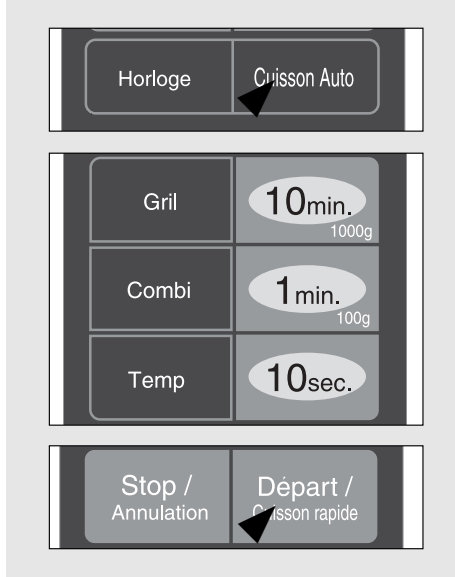 Horloge
Cuisson Auto
Gril
10min.
1000g
Combi
1min.
100g
Temp
10sec.
Stop /
Annulation
Départ /
Cuisson rapide